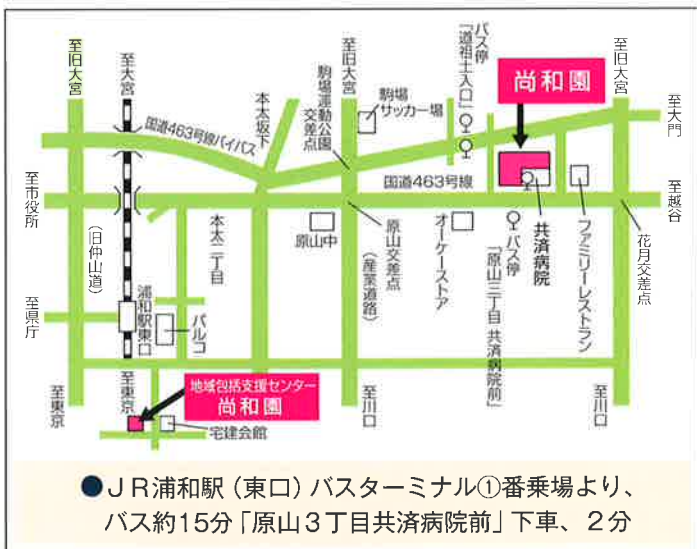 至旧大宮
至大宮
至旧大宮
至旧大宮
バス停
「道祖土入口」
尚和園
駒場運動公園
交差点
駒場
サッカー場
本太坂下
国道463号線バイパス
至大門
国道463号線
至市役所
至越谷
(旧仲山道)
本太二丁目
原山中
原山交差点
(産業道路)
オーケーストア
バス停
「原山三丁目 共済病院前」
共済病院
ファミリーレストラン
花月交差点
至県庁
浦和駅東口
パルコ
至東京
至東京
地域包括支援センター
尚和園
宅建会館
至川口
至川口
●JR浦和駅(東口)バスターミナル①番乗場より、
バス約15分「原山3丁目共済病院前」下車、2分